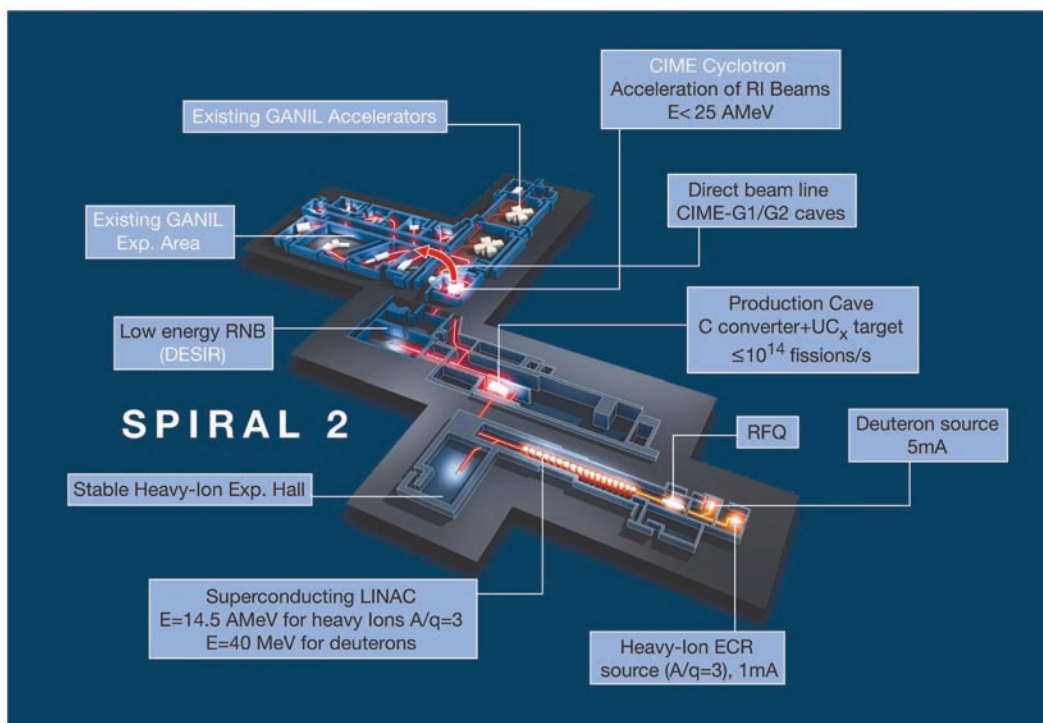 CIME Cyclotron
Acceleration of RI Beams
E< 25 AMeV
Existing GANIL Accelerators
Direct beam line
CIME-G1/G2 caves
Existing GANIL
Exp. Area
Production Cave
C converter+UCx target
≤10¹⁴ fissions/s
Low energy RNB
(DESIR)
SPIRAL 2
RFQ
Deuteron source
5mA
Stable Heavy-Ion Exp. Hall
Superconducting LINAC
E=14.5 AMeV for heavy Ions A/q=3
E=40 MeV for deuterons
Heavy-Ion ECR
source (A/q=3), 1mA